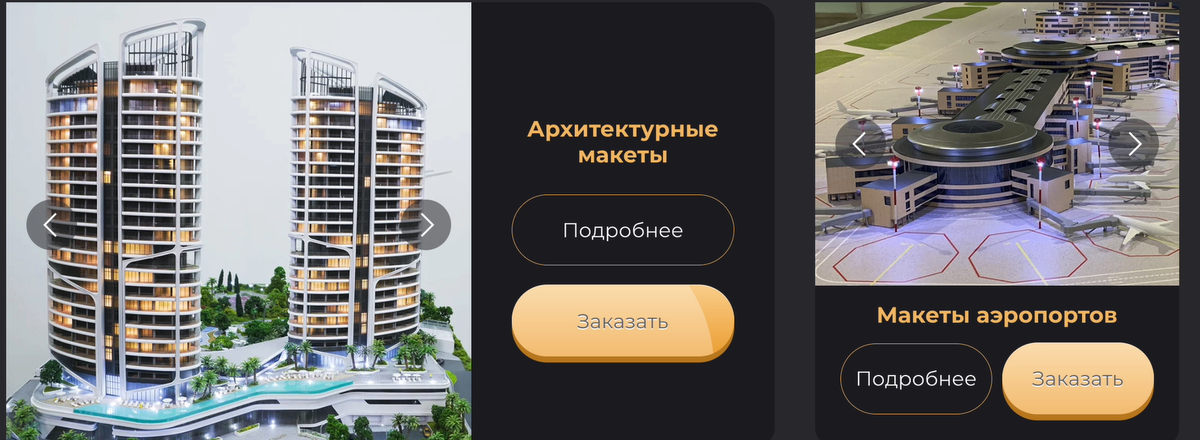 Архитектурные
макеты
Подробнее
Заказать
Макеты аэропортов
Подробнее
Заказать